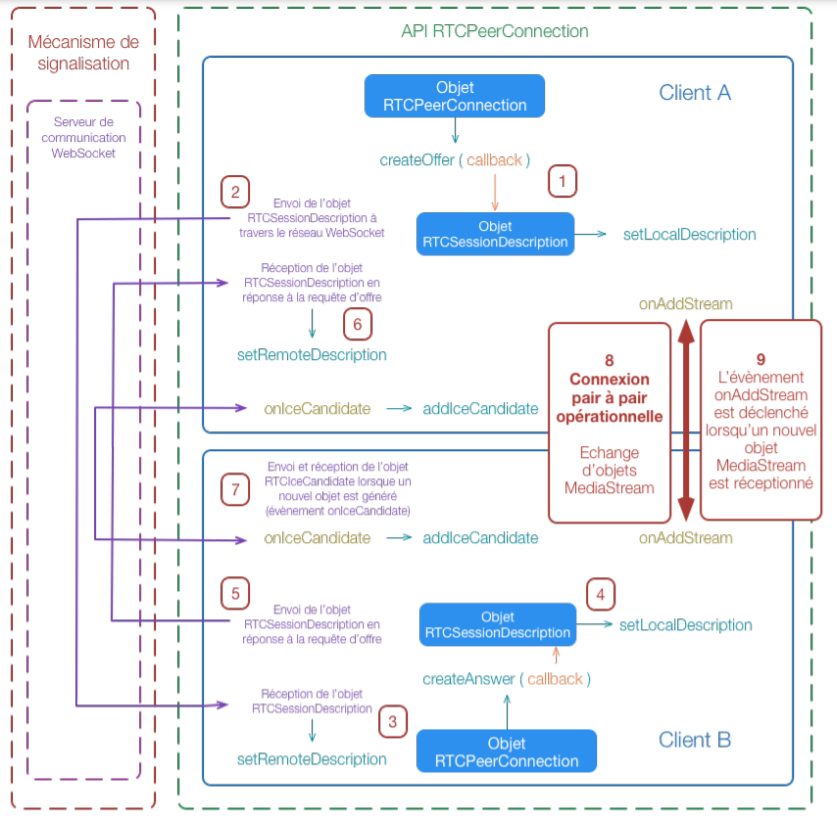 API RTCPeerConnection
Mécanisme de
signalisation
Serveur de
communication
WebSocket
Client A
Objet
RTCPeerConnection
createOffer ( callback )
1
Objet
RTCSessionDescription
setLocalDescription
2
Envoi de l'objet
RTCSessionDescription à
travers le réseau WebSocket
Réception de l'objet
RTCSessionDescription en
réponse à la requête d'offre
6
setRemoteDescription
onAddStream
onIceCandidate
addIceCandidate
8
Connexion
pair à pair
opérationnelle
Echange
d'objets
MediaStream
9
L'évènement
onAddStream
est déclenché
lorsqu'un nouvel
objet
MediaStream
est réceptionné
7
Envoi et réception de l'objet
RTCIceCandidate lorsque un
nouvel objet est généré
(évènement onIceCandidate)
onIceCandidate
addIceCandidate
onAddStream
5
Envoi de l'objet
RTCSessionDescription en
réponse à la requête d'offre
Objet
RTCSessionDescription
4
setLocalDescription
createAnswer ( callback )
Réception de l'objet
RTCSessionDescription
3
setRemoteDescription
Objet
RTCPeerConnection
Client B